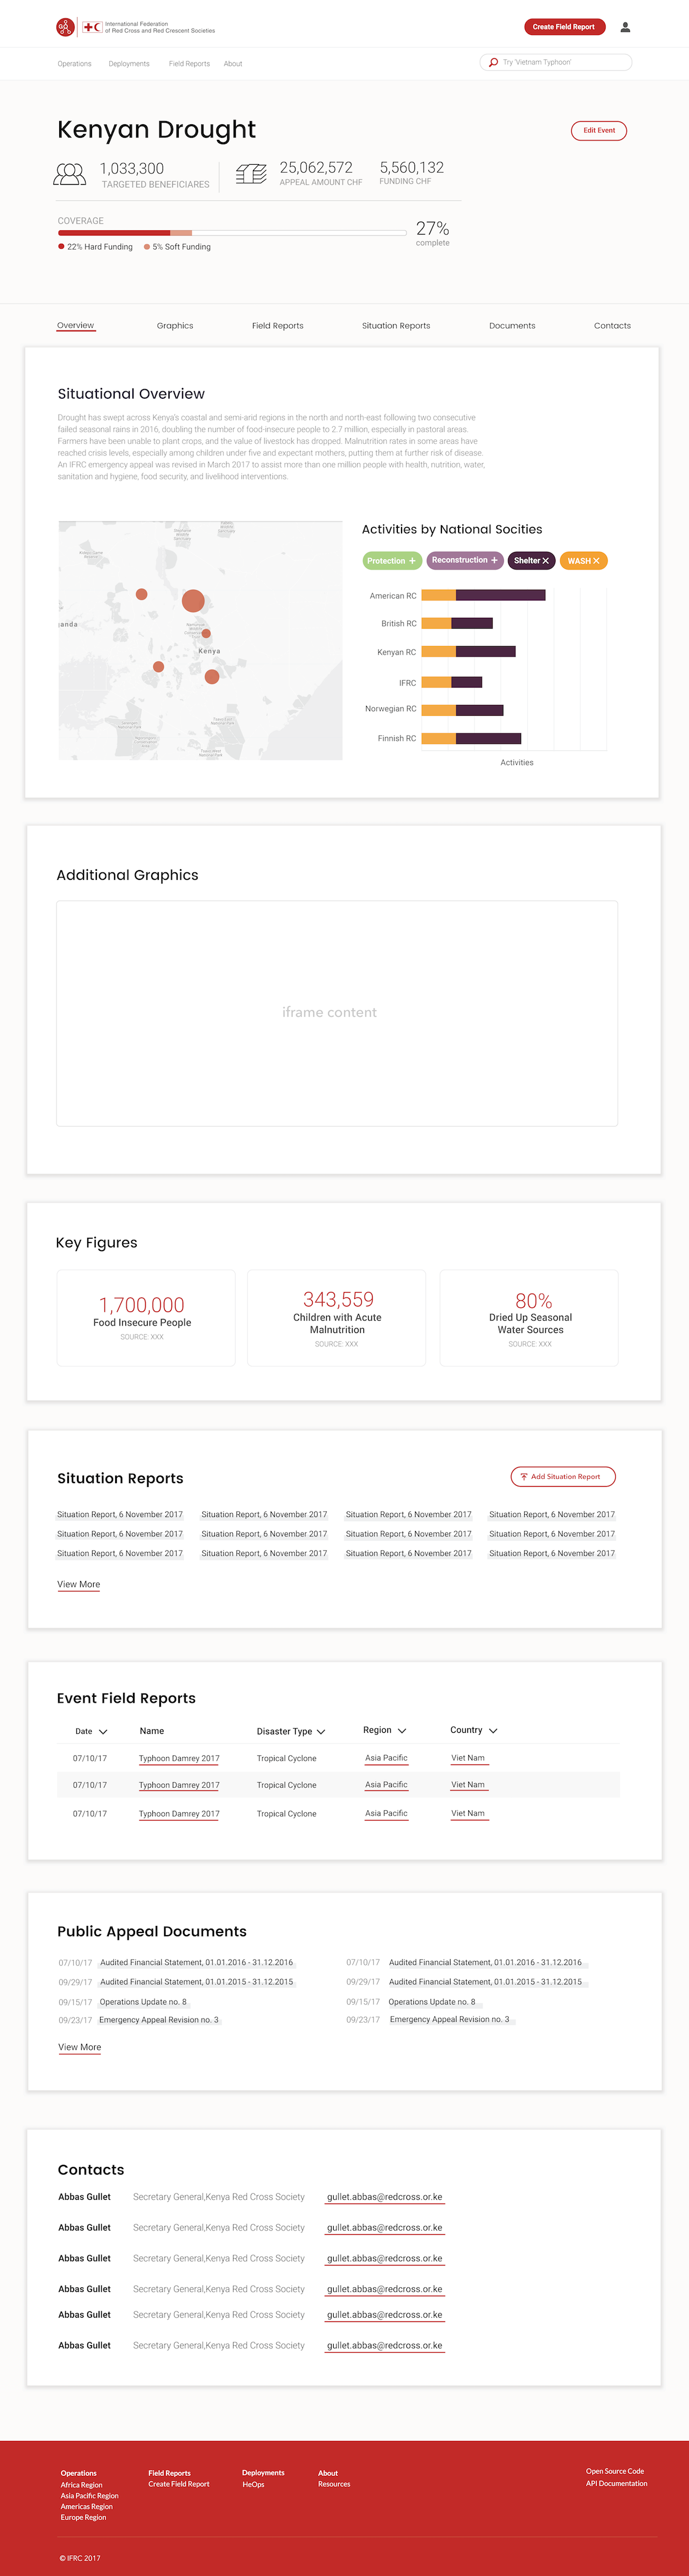 International Federation
of Red Cross and Red Crescent Societies
Create Field Report
Operations Deployments Field Reports About
Try 'Vietnam Typhoon'
Kenyan Drought
Edit Event
1,033,300
TARGETED BENEFICIARES
25,062,572
APPEAL AMOUNT CHF
5,560,132
FUNDING CHF
COVERAGE
27%
complete
22% Hard Funding 5% Soft Funding
Overview Graphics Field Reports Situation Reports Documents Contacts
Situational Overview
Drought has swept across Kenya's coastal and semi-arid regions in the north and north-east following two consecutive
failed seasonal rains in 2016, doubling the number of food-insecure people to 2.7 million, especially in pastoral areas.
Farmers have been unable to plant crops, and the value of livestock has dropped. Malnutrition rates in some areas have
reached crisis levels, especially among children under five and expectant mothers, putting them at further risk of disease.
An IFRC emergency appeal was revised in March 2017 to assist more than one million people with health, nutrition, water,
sanitation and hygiene, food security, and livelihood interventions.
anda
Kenya
Activities by National Socities
Protection + Reconstruction + Shelter X WASH X
American RC
British RC
Kenyan RC
IFRC
Norwegian RC
Finnish RC
Activities
Additional Graphics
iframe content
Key Figures
1,700,000
Food Insecure People
SOURCE: XXX
343,559
Children with Acute
Malnutrition
SOURCE: XXX
80%
Dried Up Seasonal
Water Sources
SOURCE: XXX
Situation Reports
Add Situation Report
Situation Report, 6 November 2017 Situation Report, 6 November 2017 Situation Report, 6 November 2017 Situation Report, 6 November 2017
Situation Report, 6 November 2017 Situation Report, 6 November 2017 Situation Report, 6 November 2017 Situation Report, 6 November 2017
Situation Report, 6 November 2017 Situation Report, 6 November 2017 Situation Report, 6 November 2017 Situation Report, 6 November 2017
View More
Event Field Reports
Date Name Disaster Type Region Country
07/10/17 Typhoon Damrey 2017 Tropical Cyclone Asia Pacific Viet Nam
07/10/17 Typhoon Damrey 2017 Tropical Cyclone Asia Pacific Viet Nam
07/10/17 Typhoon Damrey 2017 Tropical Cyclone Asia Pacific Viet Nam
Public Appeal Documents
07/10/17 Audited Financial Statement, 01.01.2016 - 31.12.2016 07/10/17 Audited Financial Statement, 01.01.2016 - 31.12.2016
09/29/17 Audited Financial Statement, 01.01.2015 - 31.12.2015 09/29/17 Audited Financial Statement, 01.01.2015 - 31.12.2015
09/15/17 Operations Update no. 8 09/15/17 Operations Update no. 8
09/23/17 Emergency Appeal Revision no. 3 09/23/17 Emergency Appeal Revision no. 3
View More
Contacts
Abbas Gullet Secretary General,Kenya Red Cross Society gullet.abbas@redcross.or.ke
Abbas Gullet Secretary General,Kenya Red Cross Society gullet.abbas@redcross.or.ke
Abbas Gullet Secretary General,Kenya Red Cross Society gullet.abbas@redcross.or.ke
Abbas Gullet Secretary General,Kenya Red Cross Society gullet.abbas@redcross.or.ke
Abbas Gullet Secretary General,Kenya Red Cross Society gullet.abbas@redcross.or.ke
Abbas Gullet Secretary General,Kenya Red Cross Society gullet.abbas@redcross.or.ke
Operations
Africa Region
Asia Pacific Region
Americas Region
Europe Region
Field Reports
Create Field Report
Deployments
HeOps
About
Resources
Open Source Code
API Documentation
© IFRC 2017